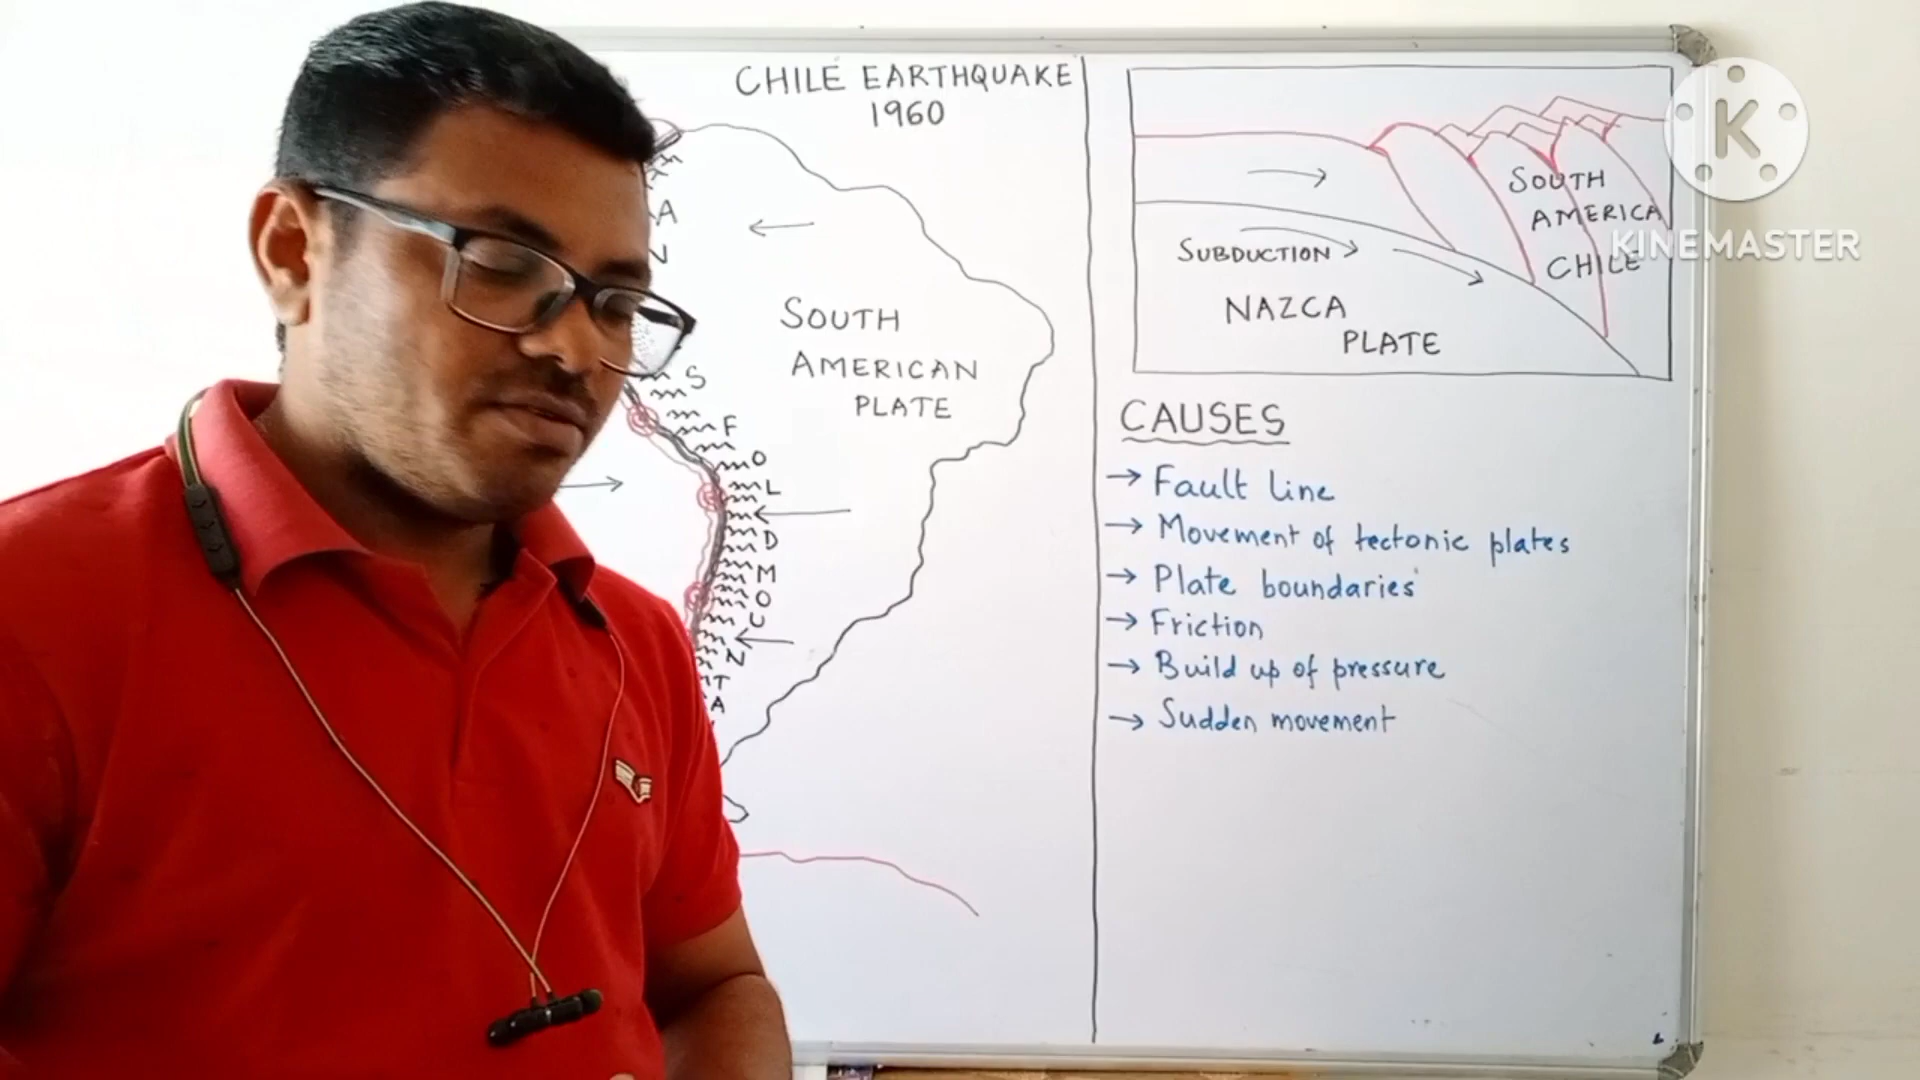 CHILE EARTHQUAKE
1960
SOUTH
AMERICAN
PLATE
A
N
S
F
O
L
D
M
O
U
N
T
A
SOUTH
AMERICA
CHILE
SUBDUCTION
NAZCA
PLATE
K
KINEMASTER
CAUSES
→ Fault line
→ Movement of tectonic plates
→ Plate boundaries
→ Friction
→ Build up of pressure
→ Sudden movement